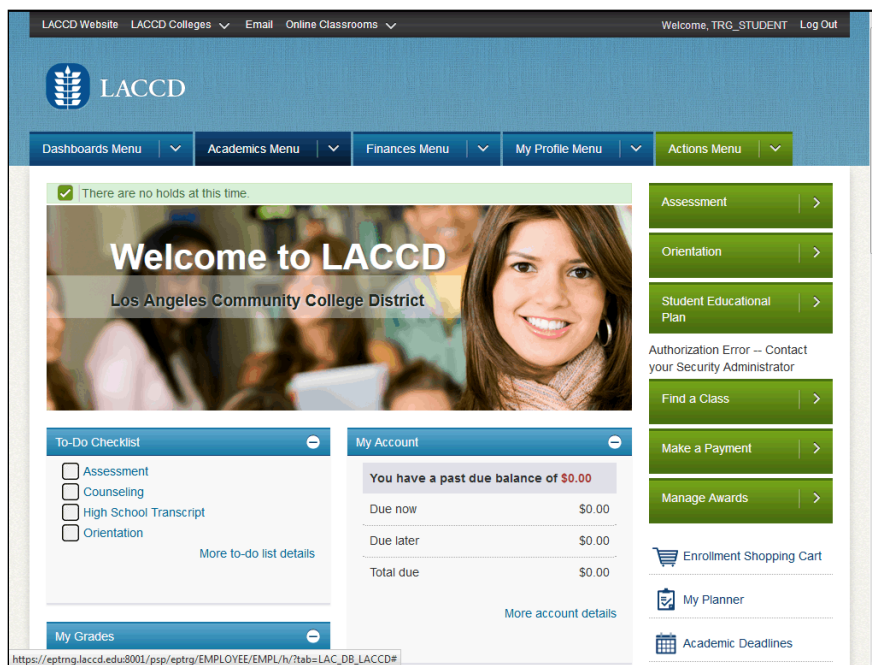 LACCD Website LACCD Colleges Email Online Classrooms Welcome, TRG_STUDENT Log Out
LACCD
Dashboards Menu Academics Menu Finances Menu My Profile Menu Actions Menu
There are no holds at this time.
Welcome to LACCD
Los Angeles Community College District
Assessment
Orientation
Student Educational
Plan
Authorization Error -- Contact
your Security Administrator
Find a Class
Make a Payment
Manage Awards
Enrollment Shopping Cart
My Planner
Academic Deadlines
To-Do Checklist
Assessment
Counseling
High School Transcript
Orientation
More to-do list details
My Account
You have a past due balance of $0.00
Due now $0.00
Due later $0.00
Total due $0.00
More account details
My Grades
https://eptrng.laccd.edu:8001/psp/eptrg/EMPLOYEE/EMPL/h/?tab=LAC_DB_LACCD#